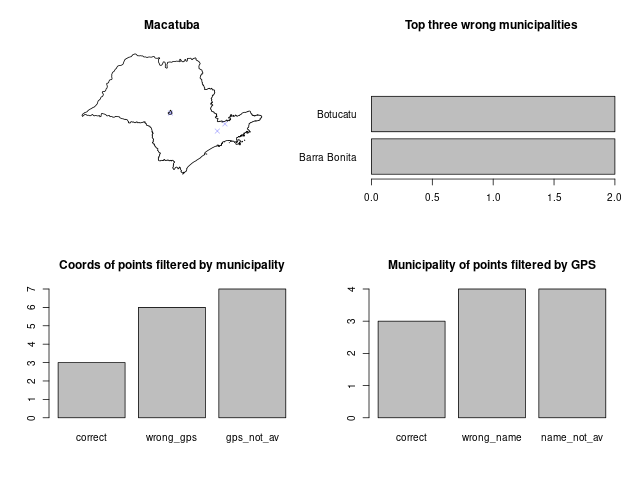 Macatuba
Top three wrong municipalities
Botucatu
Barra Bonita
0.0 0.5 1.0 1.5 2.0
Coords of points filtered by municipality
7
6
5
4
3
2
1
0
correct wrong_gps gps_not_av
Municipality of points filtered by GPS
4
3
2
1
0
correct wrong_name name_not_av